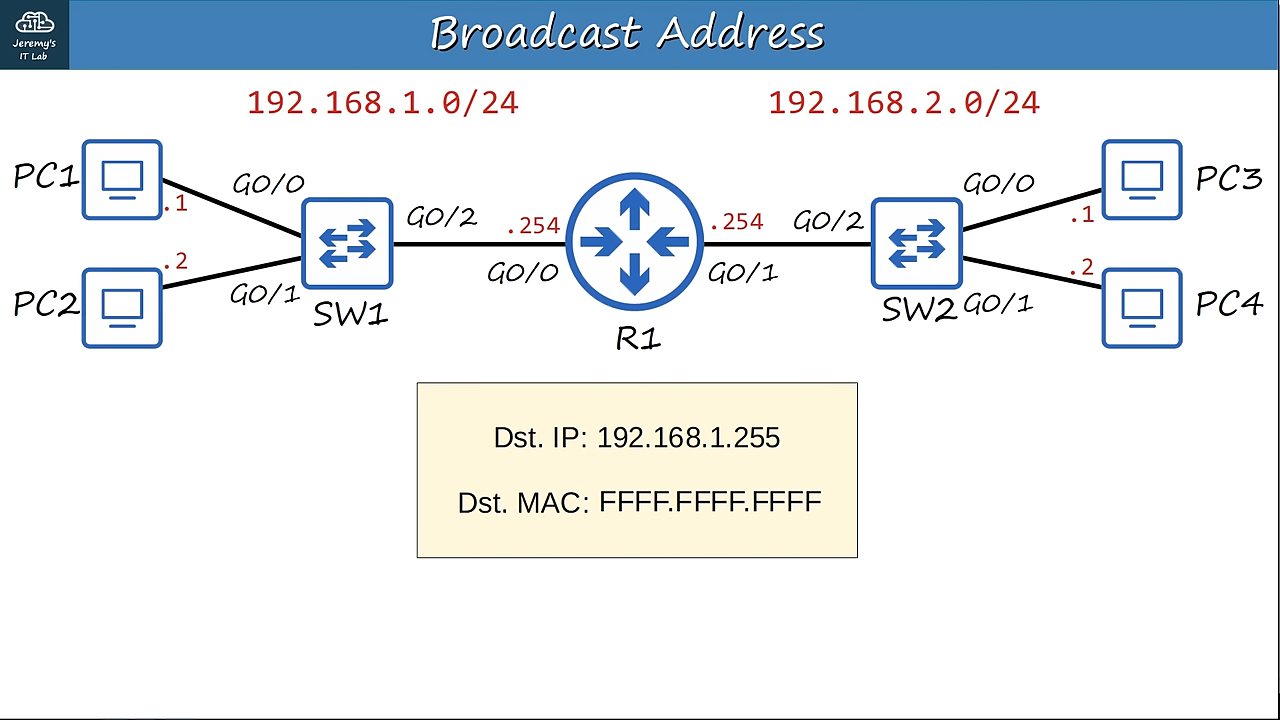 Jeremy's
IT Lab
Broadcast Address
192.168.1.0/24
192.168.2.0/24
PC1
.1
G0/0
G0/2
.254
.254
G0/2
G0/0
.1
PC3
PC2
.2
G0/1
SW1
G0/0
R1
G0/1
SW2
G0/1
.2
PC4
Dst. IP: 192.168.1.255
Dst. MAC: FFFF.FFFF.FFFF